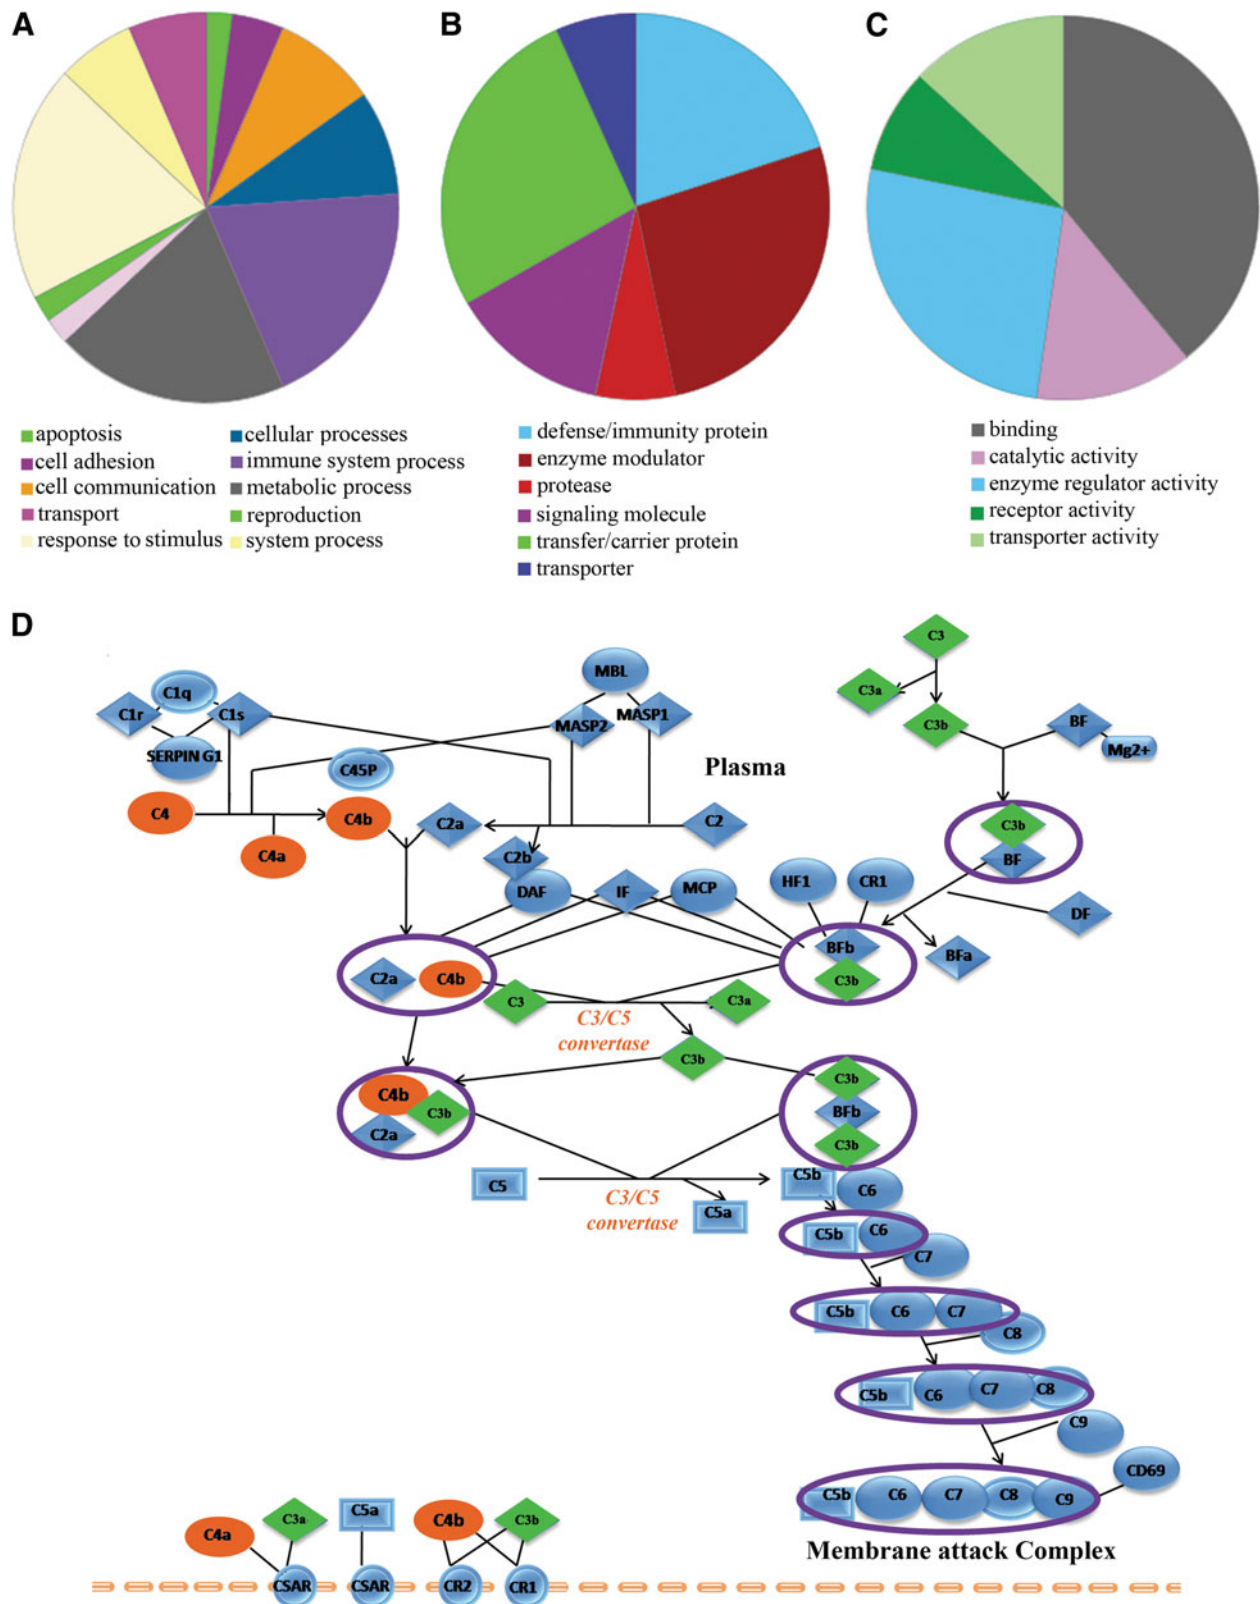 A
B
C
apoptosis
cell adhesion
cell communication
transport
response to stimulus
cellular processes
immune system process
metabolic process
reproduction
system process
defense/immunity protein
enzyme modulator
protease
signaling molecule
transfer/carrier protein
transporter
binding
catalytic activity
enzyme regulator activity
receptor activity
transporter activity
D
C3
C3a
C3b
BF
Mg2+
C1q
C1r
C1s
SERPIN G1
MBL
MASP2
MASP1
C45P
Plasma
C4
C4a
C4b
C2a
C2
C2b
C3b
BF
DAF
IF
MCP
HF1
CR1
DF
BFb
C3b
BFa
C2a
C4b
C3
C3a
C3/C5
convertase
C3b
C4b
C3b
C2a
C3b
BFb
C3b
C5
C3/C5
convertase
C5a
C5b
C6
C5b
C6
C7
C5b
C6
C7
C8
C5b
C6
C7
C8
C9
CD69
C5b
C6
C7
C8
C9
Membrane attack Complex
C4a
C3a
C5a
C4b
C3b
CSAR
CSAR
CR2
CR1